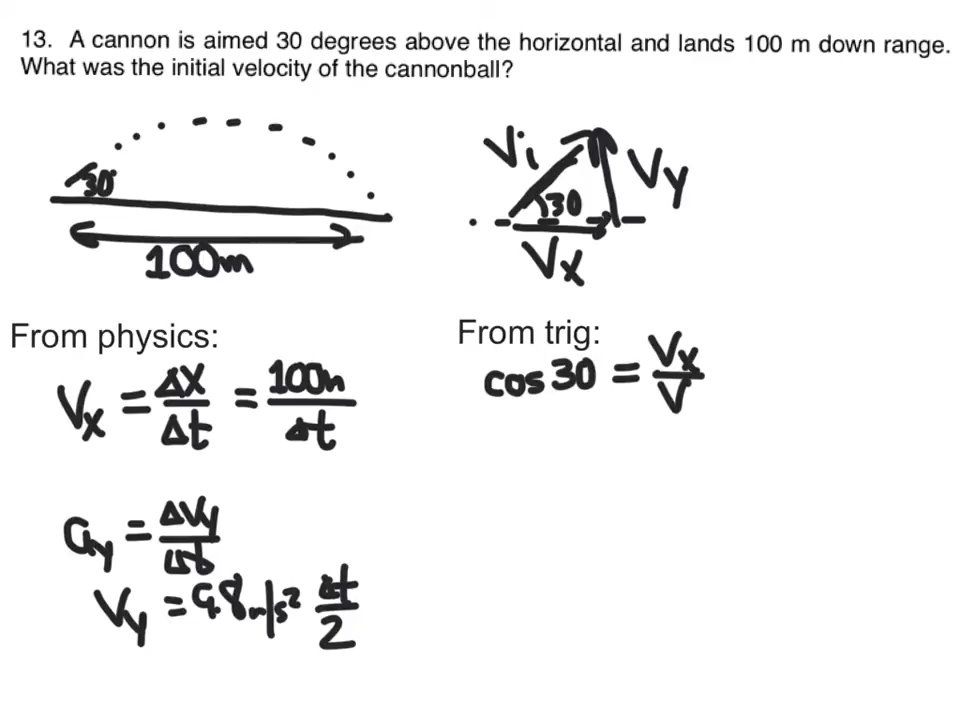 13. A cannon is aimed 30 degrees above the horizontal and lands 100 m down range.
What was the initial velocity of the cannonball?
30°
100m
Vi
Vy
30
Vx
From physics:
Vx = ΔX/Δt = 100m/Δt
ay = ΔVy/Δt
Vy = 9.8m/s² Δt/2
From trig:
cos 30 = Vx/V